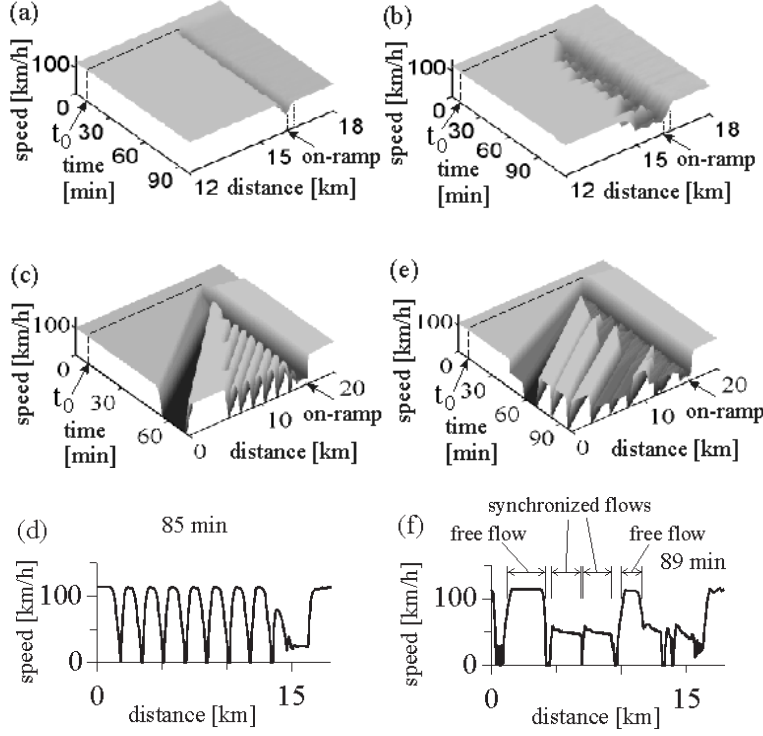 (a)
speed [km/h]
100
0
t0
30
60
90
time
[min]
12
15
18
on-ramp
distance [km]
(b)
speed [km/h]
100
0
t0
30
60
90
time
[min]
12
15
18
on-ramp
distance [km]
(c)
speed [km/h]
100
0
t0
30
60
time
[min]
0
10
20
on-ramp
distance [km]
(e)
speed [km/h]
100
0
t0
30
60
90
time
[min]
0
10
20
on-ramp
distance [km]
(d)
85 min
speed [km/h]
100
0
0
15
distance [km]
(f)
synchronized flows
free flow
free flow
89 min
speed [km/h]
100
0
0
15
distance [km]